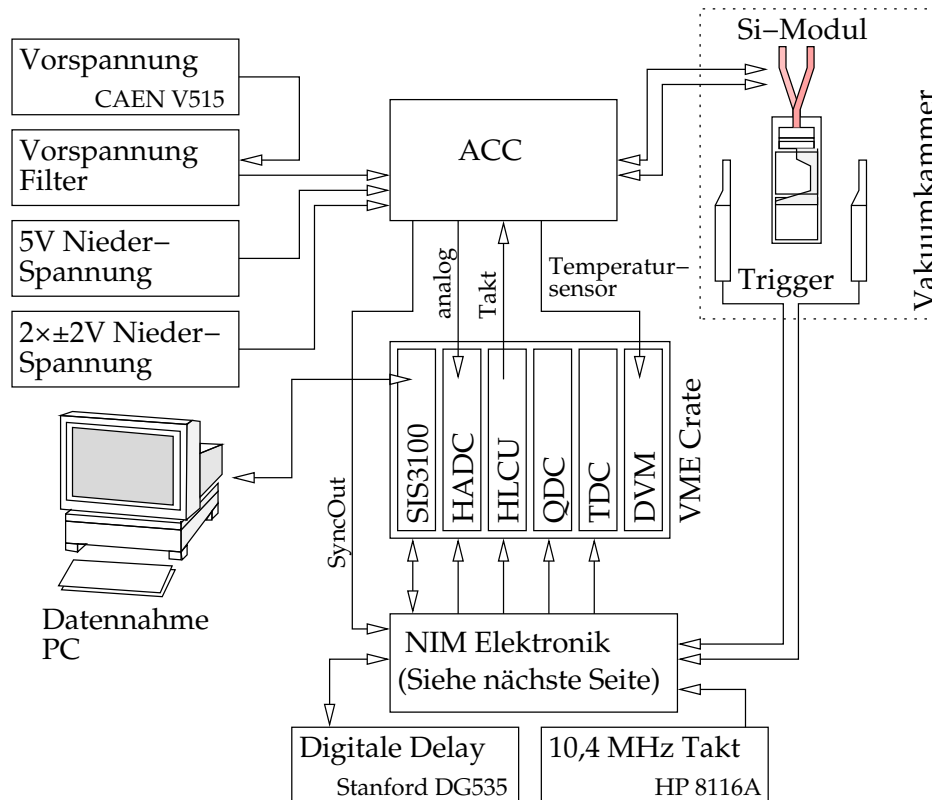 Vorspannung
CAEN V515
Vorspannung
Filter
5V Nieder–
Spannung
2×±2V Nieder–
Spannung
ACC
Si–Modul
Vakuumkammer
Trigger
analog
Takt
Temperatur–
sensor
SyncOut
SIS3100
HADC
HLCU
QDC
TDC
DVM
VME Crate
Datennahme
PC
NIM Elektronik
(Siehe nächste Seite)
Digitale Delay
Stanford DG535
10,4 MHz Takt
HP 8116A